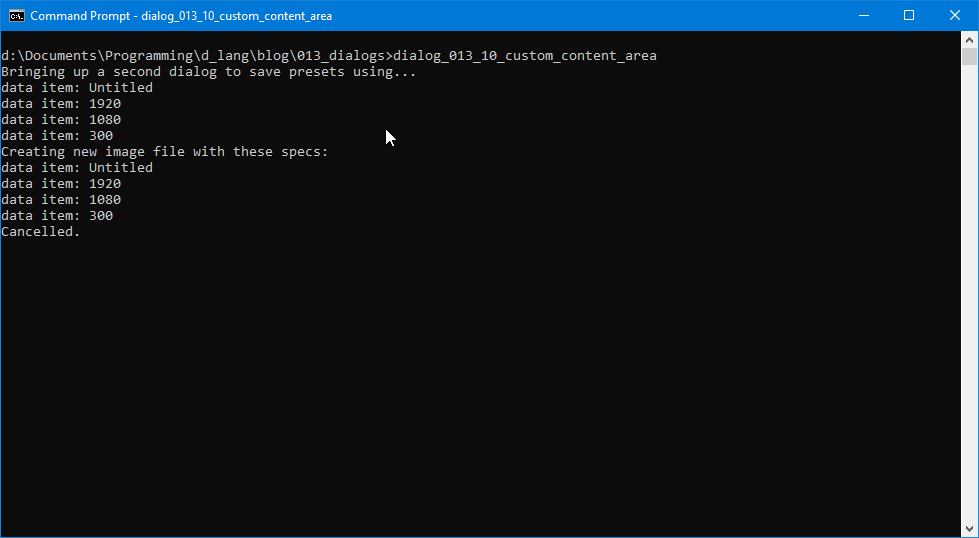 Command Prompt - dialog_013_10_custom_content_area
d:\Documents\Programming\d_lang\blog\013_dialogs>dialog_013_10_custom_content_area
Bringing up a second dialog to save presets using...
data item: Untitled
data item: 1920
data item: 1080
data item: 300
Creating new image file with these specs:
data item: Untitled
data item: 1920
data item: 1080
data item: 300
Cancelled.